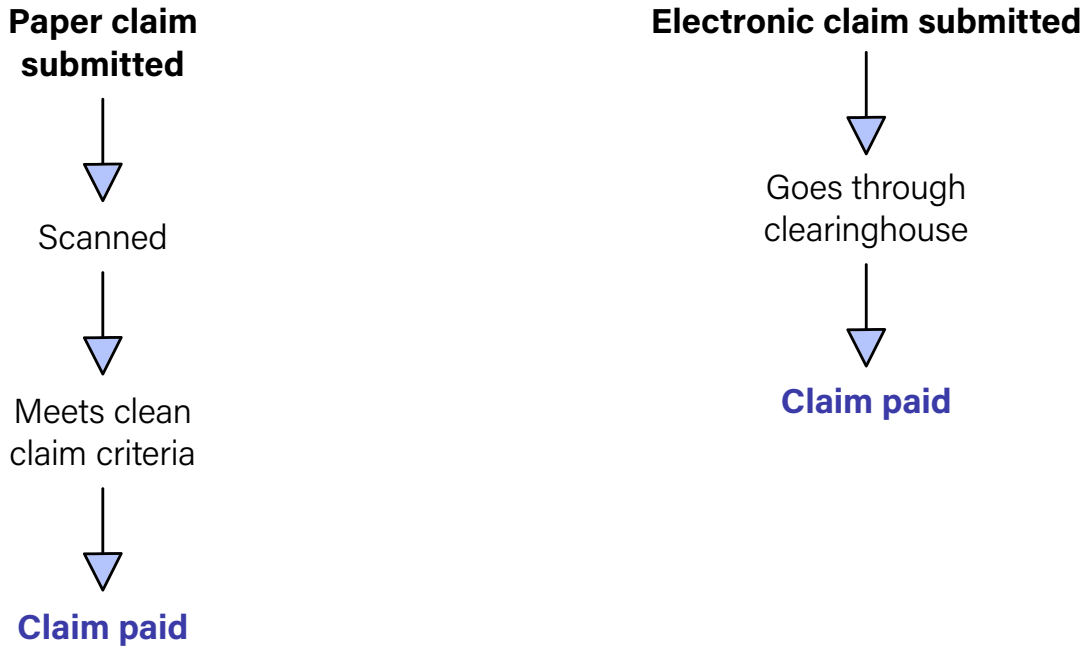 Paper claim
submitted
Scanned
Meets clean
claim criteria
Claim paid
Electronic claim submitted
Goes through
clearinghouse
Claim paid